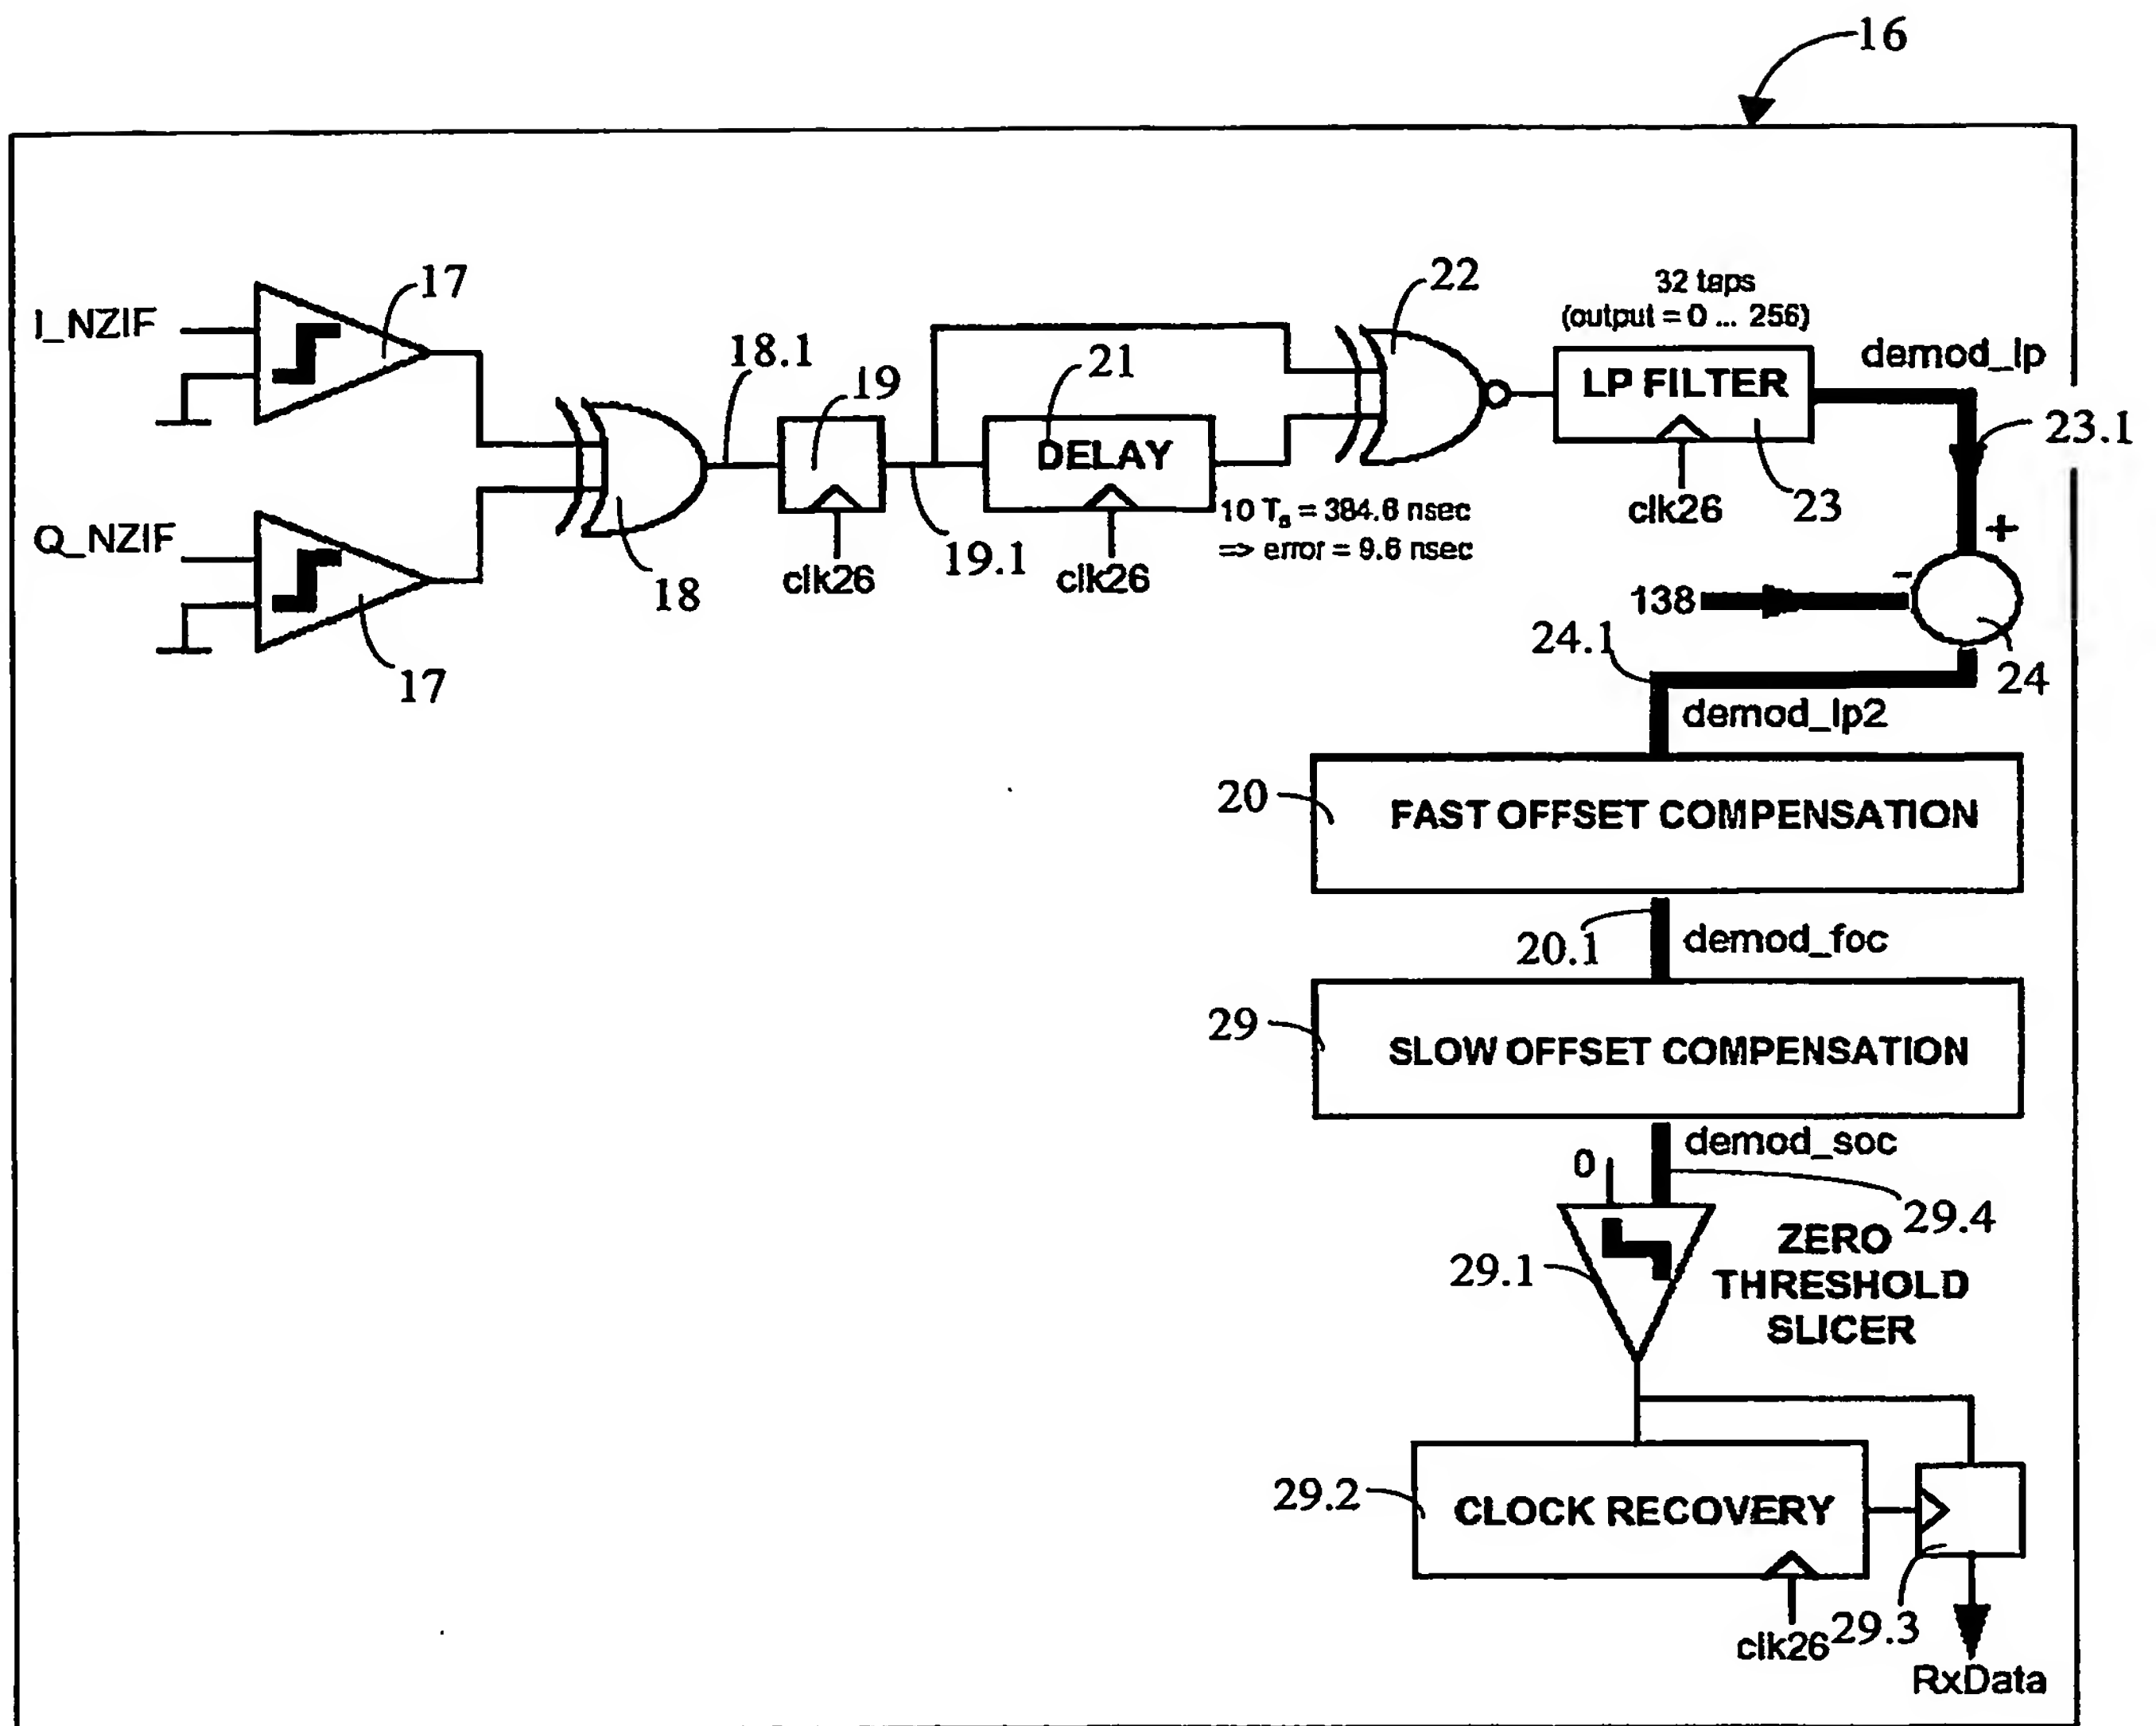 16
I_NZIF
17
Q_NZIF
17
18
18.1
19
clk26
19.1
21
DELAY
clk26
10 Ts = 384.6 nsec
=> error = 9.6 nsec
22
32 taps
(output = 0 ... 256)
LP FILTER
clk26
23
demod_lp
23.1
+
-
138
24
24.1
demod_lp2
20
FAST OFFSET COMPENSATION
20.1
demod_foc
29
SLOW OFFSET COMPENSATION
demod_soc
0
29.4
29.1
ZERO
THRESHOLD
SLICER
29.2
CLOCK RECOVERY
clk26
29.3
RxData